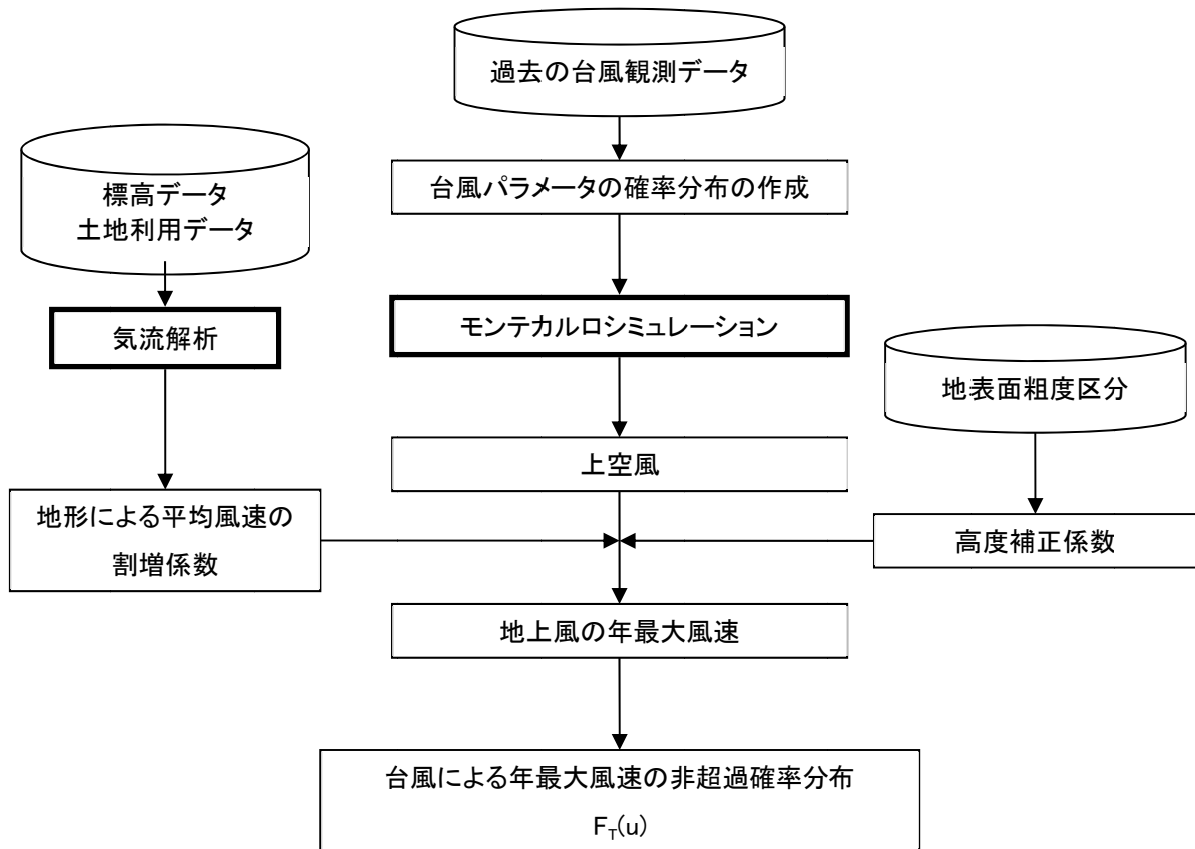 過去の台風観測データ
台風パラメータの確率分布の作成
標高データ
土地利用データ
気流解析
モンテカルロシミュレーション
地表面粗度区分
上空風
地形による平均風速の
割増係数
高度補正係数
地上風の年最大風速
台風による年最大風速の非超過確率分布
F_T(u)